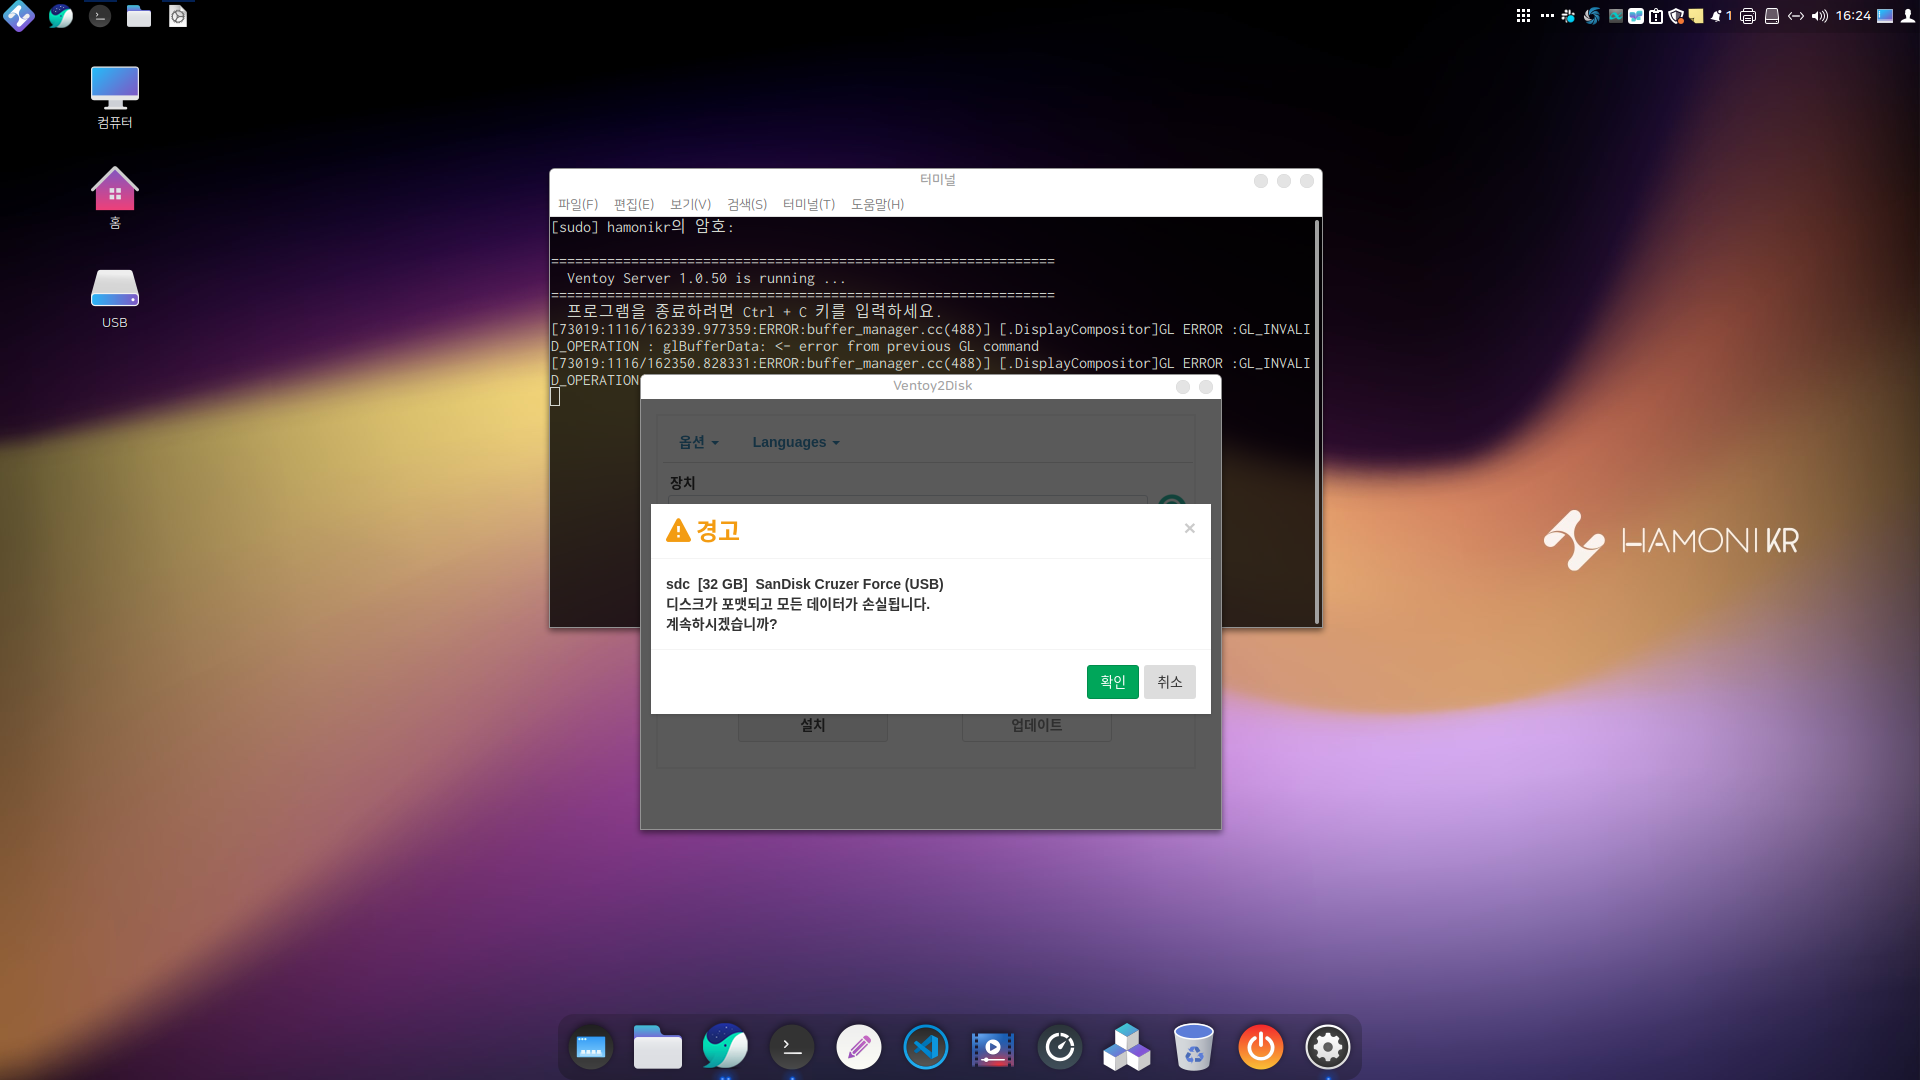 1
16:24
컴퓨터
홈
USB
터미널
파일(F) 편집(E) 보기(V) 검색(S) 터미널(T) 도움말(H)
[sudo] hamonikr의 암호:
===============================================================
Ventoy Server 1.0.50 is running ...
===============================================================
프로그램을 종료하려면 Ctrl + C 키를 입력하세요.
[73019:1116/162339.977359:ERROR:buffer_manager.cc(488)] [.DisplayCompositor]GL ERROR :GL_INVALI
D_OPERATION : glBufferData: <- error from previous GL command
[73019:1116/162350.828331:ERROR:buffer_manager.cc(488)] [.DisplayCompositor]GL ERROR :GL_INVALI
D_OPERATION
Ventoy2Disk
옵션 Languages
장치
경고
×
sdc [32 GB] SanDisk Cruzer Force (USB)
디스크가 포맷되고 모든 데이터가 손실됩니다.
계속하시겠습니까?
확인 취소
설치 업데이트
HAMONIKR